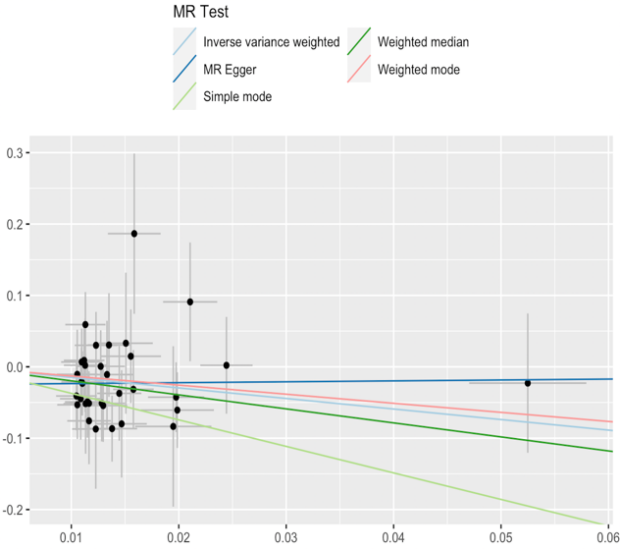 MR Test
Inverse variance weighted
Weighted median
MR Egger
Weighted mode
Simple mode
0.3
0.2
0.1
0.0
-0.1
-0.2
0.01 0.02 0.03 0.04 0.05 0.06